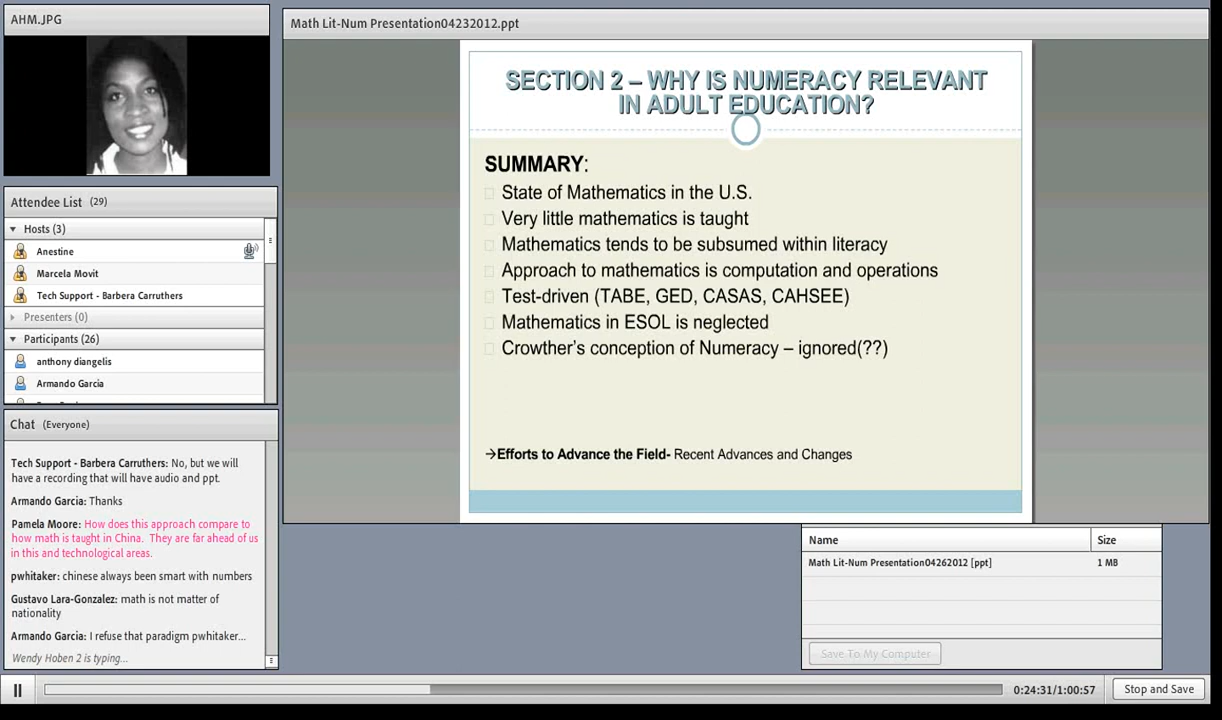 AHM.JPG
Attendee List (29)
Hosts (3)
Anestine
Marcela Movit
Tech Support - Barbera Carruthers
Presenters (0)
Participants (26)
anthony diangelis
Armando Garcia
Chat (Everyone)
Tech Support - Barbera Carruthers: No, but we will
have a recording that will have audio and ppt.
Armando Garcia: Thanks
Pamela Moore: How does this approach compare to
how math is taught in China. They are far ahead of us
in this and technological areas.
pwhitaker: chinese always been smart with numbers
Gustavo Lara-Gonzalez: math is not matter of
nationality
Armando Garcia: I refuse that paradigm pwhitaker...
Wendy Hoben 2 is typing...
Math Lit-Num Presentation04232012.ppt
SECTION 2 – WHY IS NUMERACY RELEVANT
IN ADULT EDUCATION?
SUMMARY:
State of Mathematics in the U.S.
Very little mathematics is taught
Mathematics tends to be subsumed within literacy
Approach to mathematics is computation and operations
Test-driven (TABE, GED, CASAS, CAHSEE)
Mathematics in ESOL is neglected
Crowther's conception of Numeracy – ignored(??)
→Efforts to Advance the Field- Recent Advances and Changes
Name Size
Math Lit-Num Presentation04262012 [ppt] 1 MB
Save To My Computer
0:24:31/1:00:57 Stop and Save